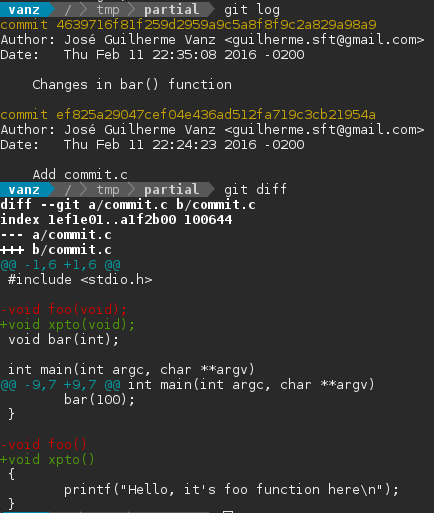 vanz / tmp partial git log
commit 4639716f81f259d2959a9c5a8f8f9c2a829a98a9
Author: José Guilherme Vanz <guilherme.sft@gmail.com>
Date:   Thu Feb 11 22:35:08 2016 -0200
    Changes in bar() function
commit ef825a29047cef04e436ad512fa719c3cb21954a
Author: José Guilherme Vanz <guilherme.sft@gmail.com>
Date:   Thu Feb 11 22:24:23 2016 -0200
    Add commit.c
vanz / tmp partial git diff
diff --git a/commit.c b/commit.c
index 1ef1e01..a1f2b00 100644
--- a/commit.c
+++ b/commit.c
@@ -1,6 +1,6 @@
 #include <stdio.h>
-void foo(void);
+void xpto(void);
 void bar(int);
 int main(int argc, char **argv)
@@ -9,7 +9,7 @@ int main(int argc, char **argv)
        bar(100);
 }
-void foo()
+void xpto()
 {
        printf("Hello, it's foo function here\n");
 }